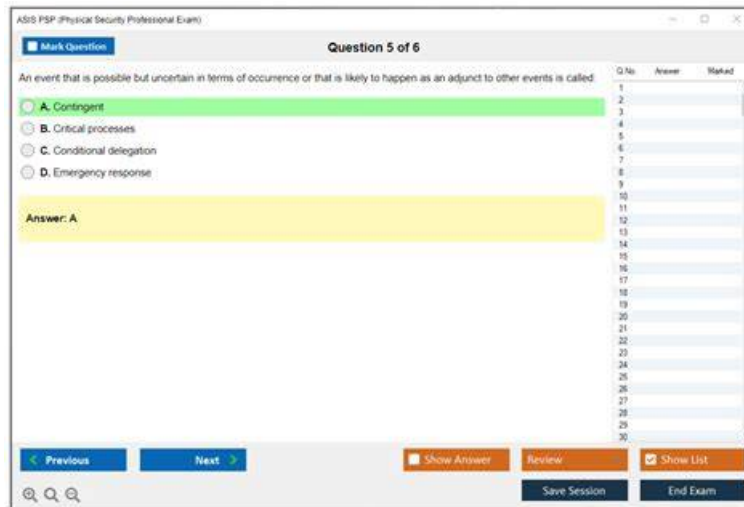 ASIS PSP (Physical Security Professional Exam)
Mark Question
Question 5 of 6
An event that is possible but uncertain in terms of occurrence or that is likely to happen as an adjunct to other events is called
A. Contingent
B. Critical processes
C. Conditional delegation
D. Emergency response
Answer: A
Q.No Answer Marked
1
2
3
4
5
6
7
8
9
10
11
12
13
14
15
16
17
18
19
20
21
22
23
24
25
26
27
28
29
30
Previous
Next
Show Answer
Review
Show List
Save Session
End Exam